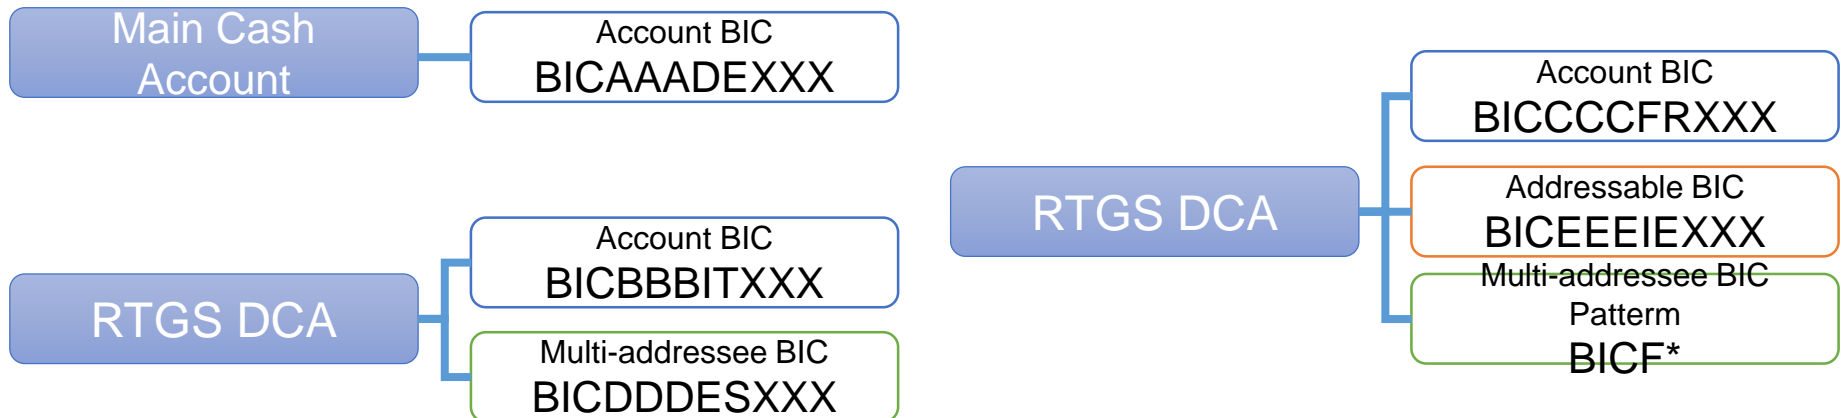 Main Cash
Account
Account BIC
BICAAADEXXX
RTGS DCA
Account BIC
BICBBBITXXX
Multi-addressee BIC
BICDDDESXXX
RTGS DCA
Account BIC
BICCCCFRXXX
Addressable BIC
BICEEEIEXXX
Multi-addressee BIC
Patterm
BICF*